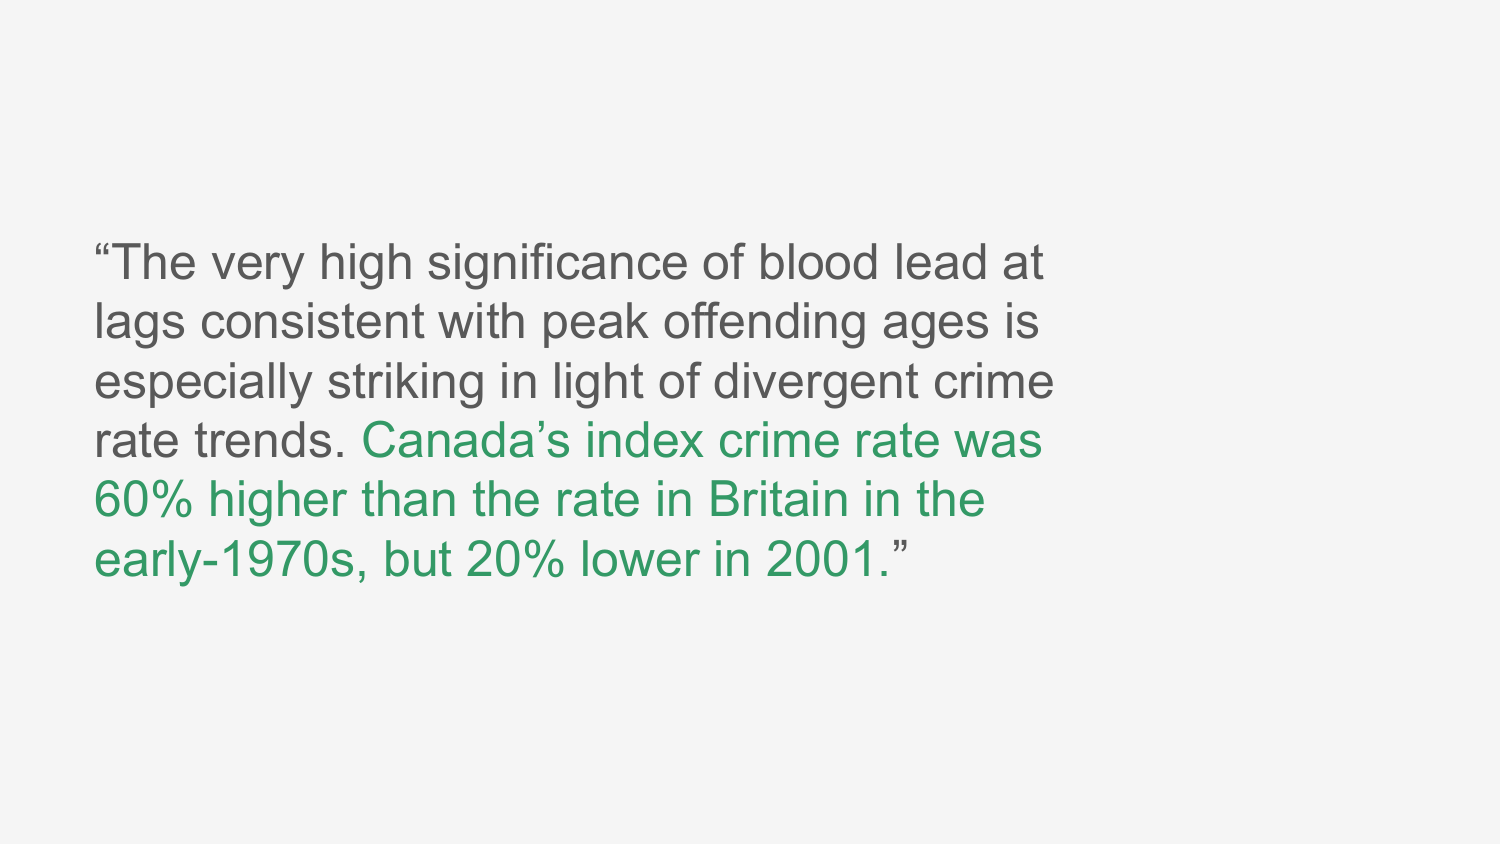 “The very high significance of blood lead at
lags consistent with peak offending ages is
especially striking in light of divergent crime
rate trends. Canada’s index crime rate was
60% higher than the rate in Britain in the
early-1970s, but 20% lower in 2001.”